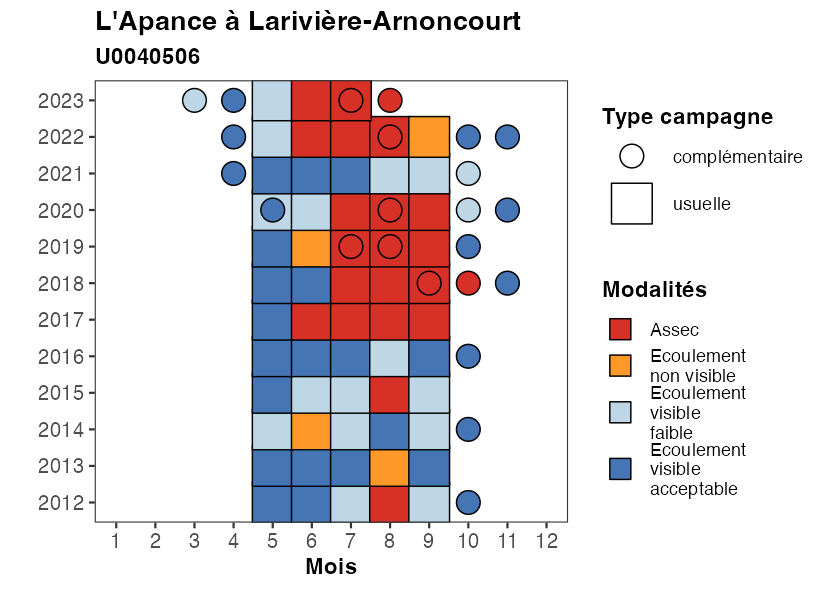 L'Apance à Larivière-Arnoncourt
U0040506
2023
2022
2021
2020
2019
2018
2017
2016
2015
2014
2013
2012
1 2 3 4 5 6 7 8 9 10 11 12
Mois
Type campagne
complémentaire
usuelle
Modalités
Assec
Ecoulement
non visible
Ecoulement
visible
faible
Ecoulement
visible
acceptable